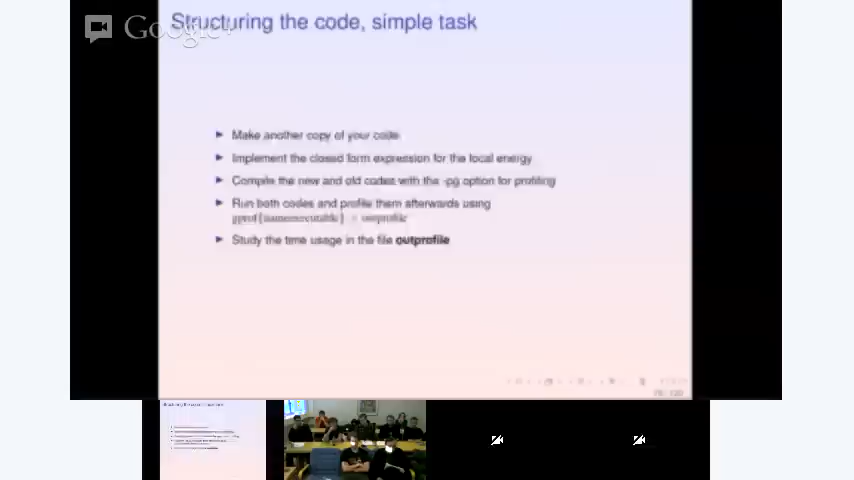 Structuring the code, simple task
Google+
Make another copy of your code
Implement the closed form expression for the local energy
Compile the new and old codes with the -pg option for profiling
Run both codes and profile them afterwards using
outprofile
Study the time usage in the file outprofile